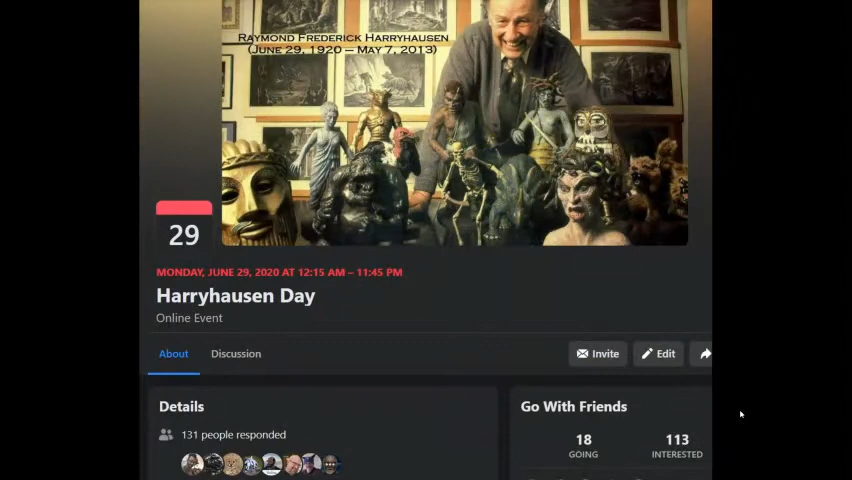 RAYMOND FREDERICK HARRYHAUSEN
(JUNE 29, 1920 – MAY 7, 2013)
29
MONDAY, JUNE 29, 2020 AT 12:15 AM – 11:45 PM
Harryhausen Day
Online Event
About Discussion Invite Edit
Details
131 people responded
Go With Friends
18 113
GOING INTERESTED